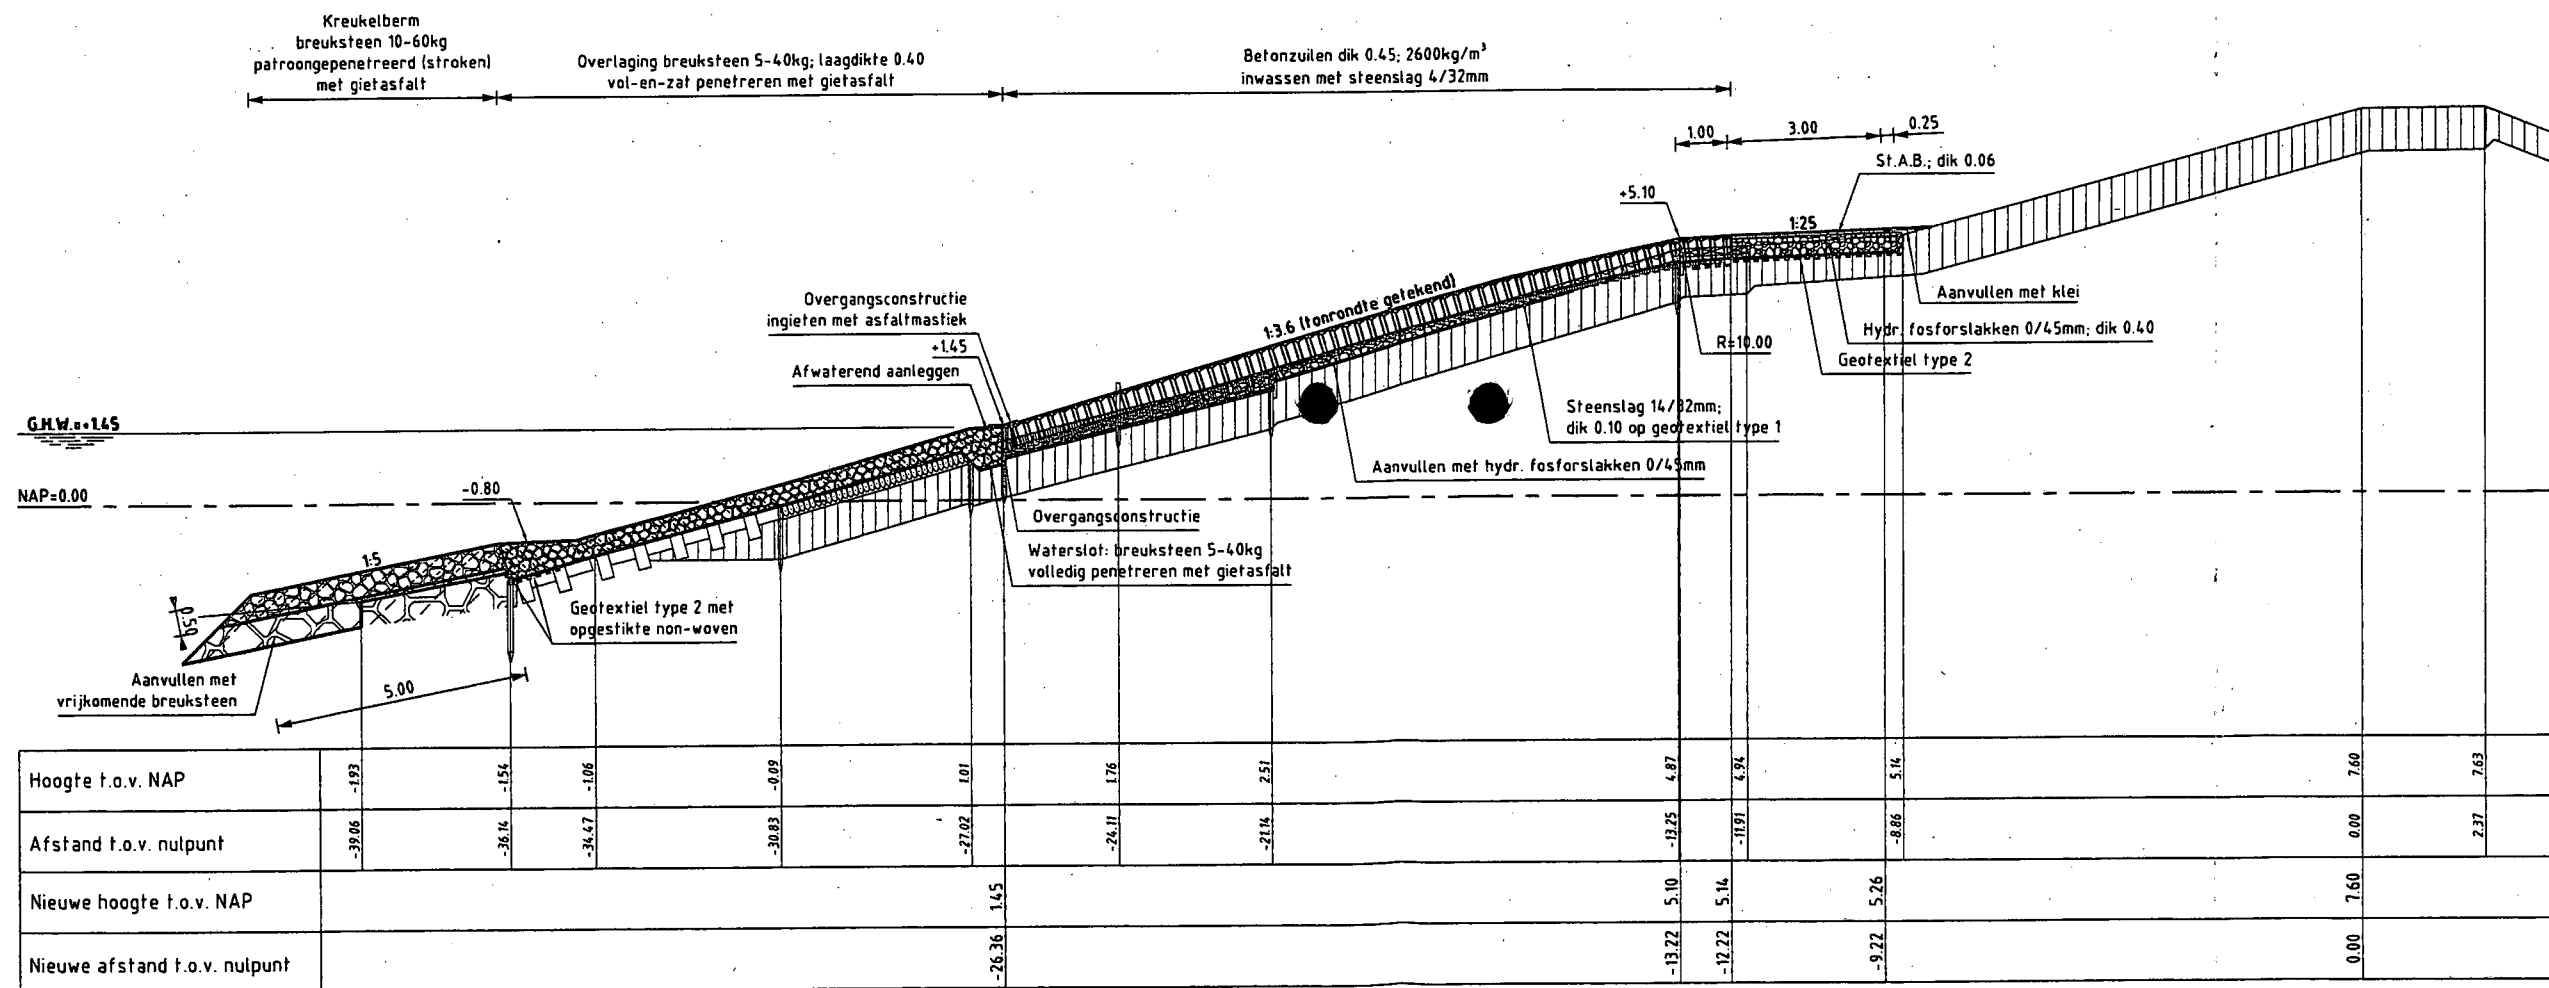 Kreukelberm
breuksteen 10-60kg
patroongepenetreerd (stroken)
met gietasfalt
Overlaging breuksteen 5-40kg; laagdikte 0.40
vol-en-zat penetreren met gietasfalt
Betonzuilen dik 0.45; 2600kg/m³
inwassen met steenslag 4/32mm
1.00
3.00
0.25
St.A.B.; dik 0.06
+5.10
1:25
1:3.6 (tonrondte getekend)
Overgangsconstructie
ingieten met asfaltmastiek
+1.45
Afwaterend aanleggen
Aanvullen met klei
Hydr. fosforslakken 0/45mm; dik 0.40
R=10.00
Geotextiel type 2
Steenslag 14/32mm;
dik 0.10 op geotextiel type 1
Aanvullen met hydr. fosforslakken 0/45mm
G.H.W.=+1.45
NAP=0.00
-0.80
Overgangsconstructie
Waterslot: breuksteen 5-40kg
volledig penetreren met gietasfalt
1:5
0.50
Geotextiel type 2 met
opgestikte non-woven
Aanvullen met
vrijkomende breuksteen
5.00
Hoogte t.o.v. NAP -1.93 -1.54 -1.06 -0.09 1.01 1.76 2.51 4.87 4.94 5.14 7.60 7.63
Afstand t.o.v. nulpunt -39.06 -36.14 -34.47 -30.83 -27.02 -24.11 -21.14 -13.25 -11.91 -8.86 0.00 2.37
Nieuwe hoogte t.o.v. NAP 1.45 5.10 5.14 5.26 7.60
Nieuwe afstand t.o.v. nulpunt -26.36 -13.22 -12.22 -9.22 0.00